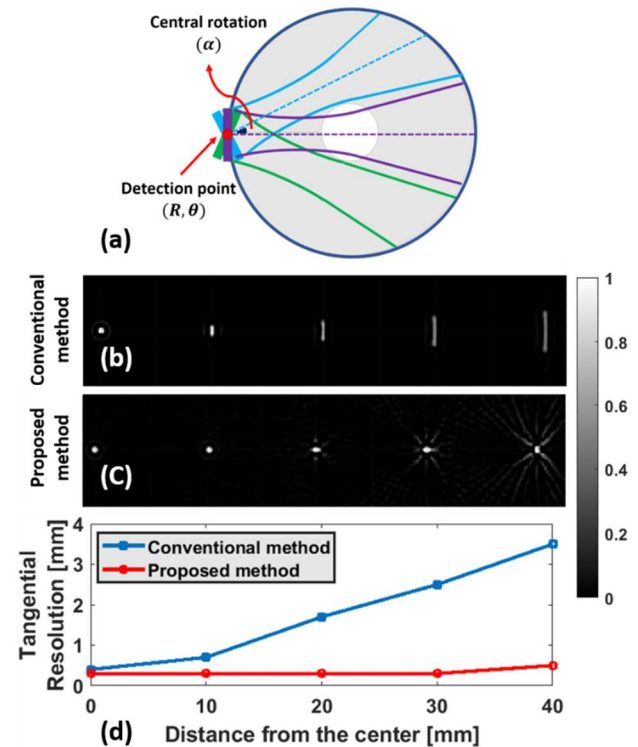 Central rotation
(α)
Detection point
(R, θ)
(a)
Conventional
method
(b)
Proposed
method
(C)
1
0.8
0.6
0.4
0.2
0
Tangential
Resolution [mm]
4
3
2
1
0
Conventional method
Proposed method
0 10 20 30 40
(d)
Distance from the center [mm]